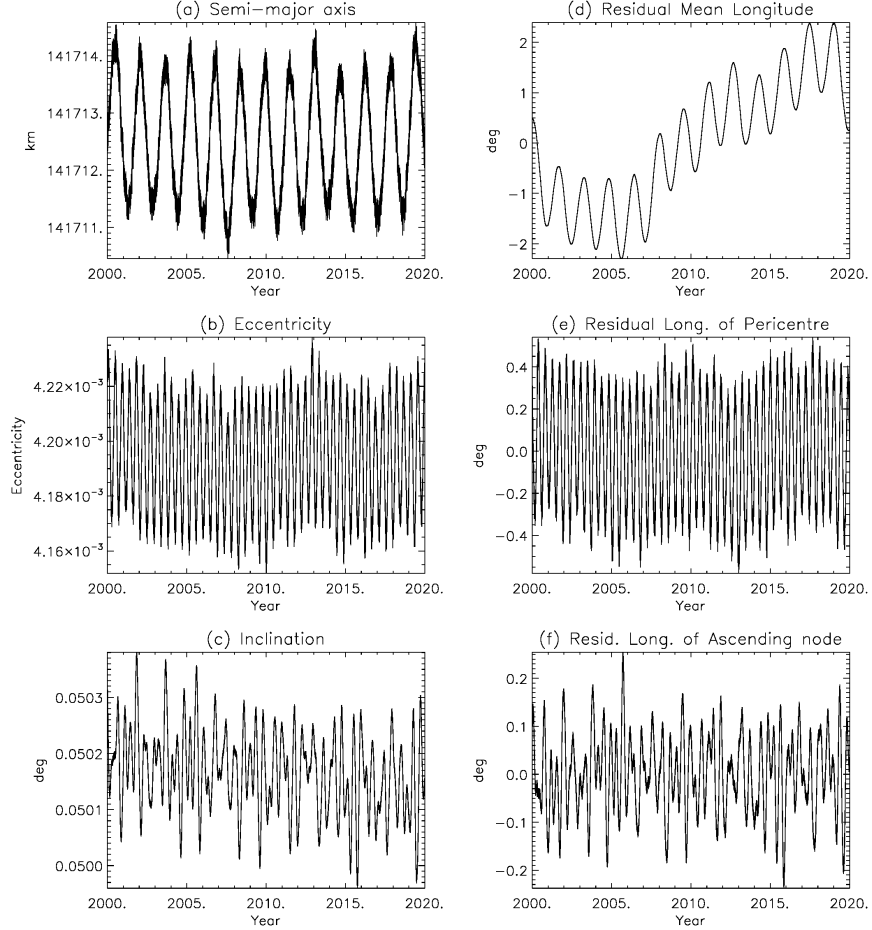 (a) Semi-major axis
141714.
141713.
141712.
141711.
km
2000. 2005. 2010. 2015. 2020.
Year
(d) Residual Mean Longitude
2
1
0
-1
-2
deg
2000. 2005. 2010. 2015. 2020.
Year
(b) Eccentricity
4.22×10⁻³
4.20×10⁻³
4.18×10⁻³
4.16×10⁻³
Eccentricity
2000. 2005. 2010. 2015. 2020.
Year
(e) Residual Long. of Pericentre
0.4
0.2
0.0
-0.2
-0.4
deg
2000. 2005. 2010. 2015. 2020.
Year
(c) Inclination
0.0503
0.0502
0.0501
0.0500
deg
2000. 2005. 2010. 2015. 2020.
Year
(f) Resid. Long. of Ascending node
0.2
0.1
0.0
-0.1
-0.2
deg
2000. 2005. 2010. 2015. 2020.
Year